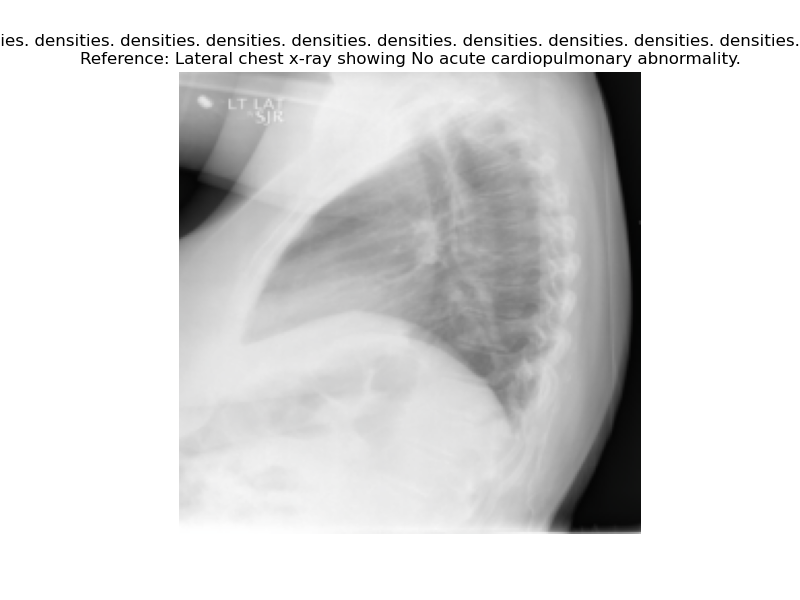 ies. densities. densities. densities. densities. densities. densities. densities. densities. densities.
Reference: Lateral chest x-ray showing No acute cardiopulmonary abnormality.
LT LAT
SJR